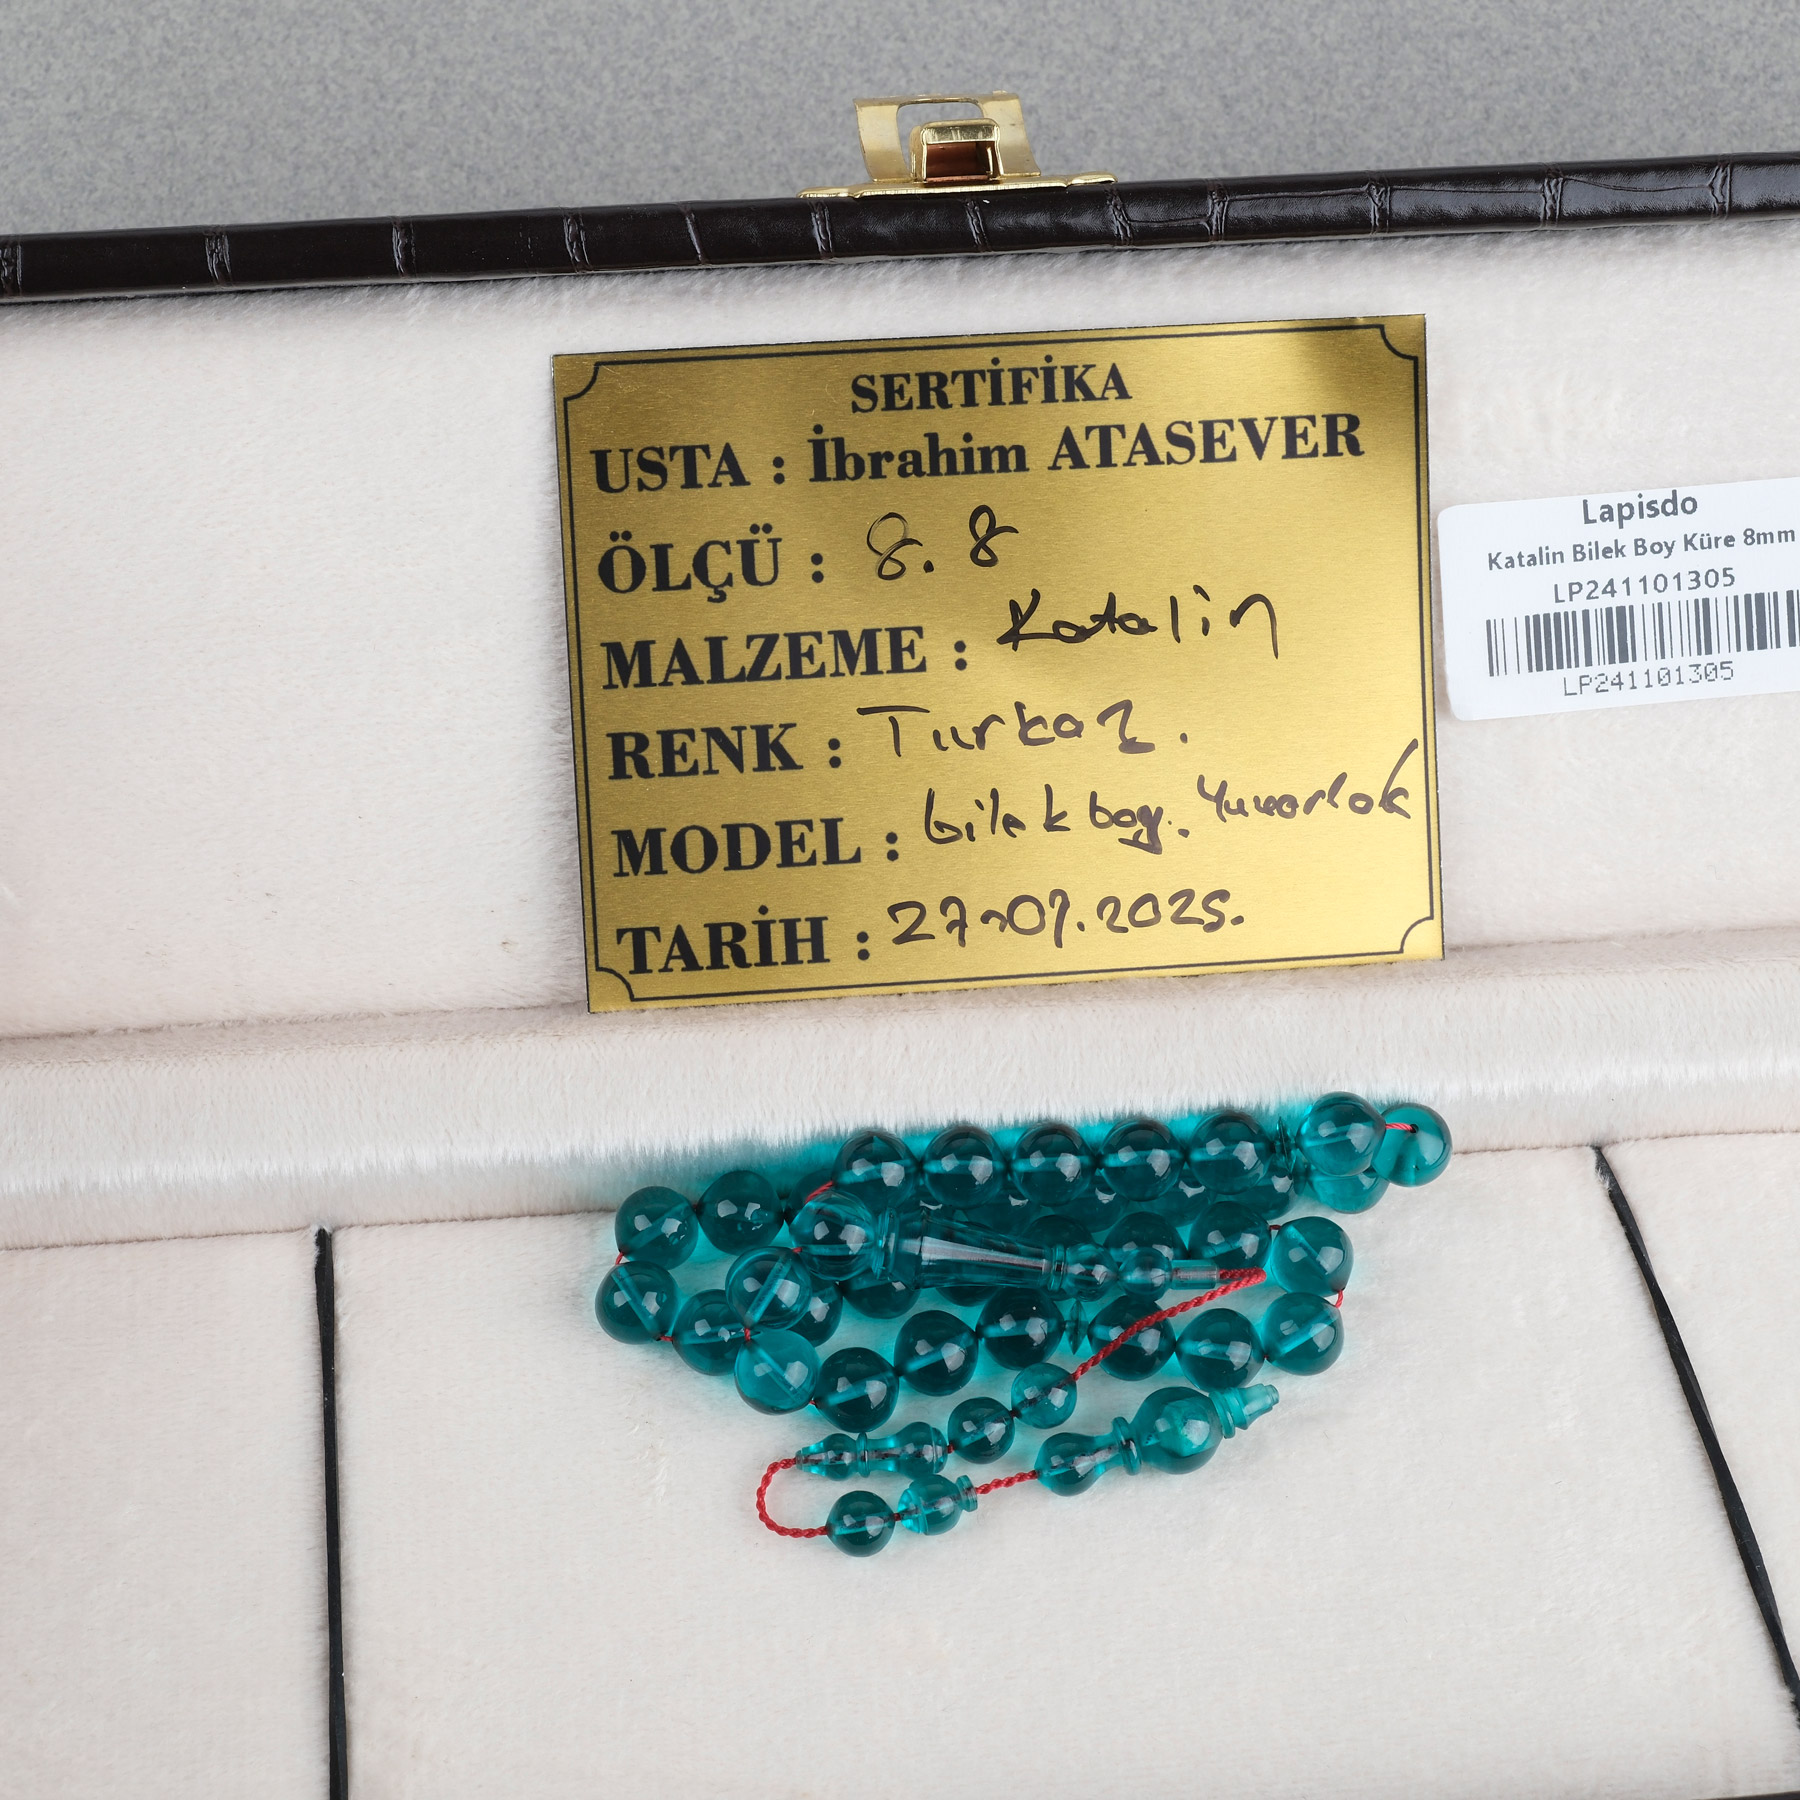 SERTİFİKA
USTA : İbrahim ATASEVER
ÖLÇÜ : 8.8
MALZEME : Katalin
RENK : Turkaz.
MODEL : bilek boy. Yuvarlak
TARİH : 27.01.2025.
Lapisdo
Katalin Bilek Boy Küre 8mm
LP241101305
LP241101305